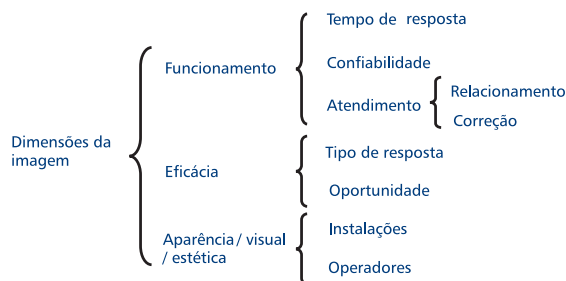 Dimensões da
imagem
Funcionamento
Tempo de resposta
Confiabilidade
Atendimento
Relacionamento
Correção
Eficácia
Tipo de resposta
Oportunidade
Aparência / visual
/ estética
Instalações
Operadores